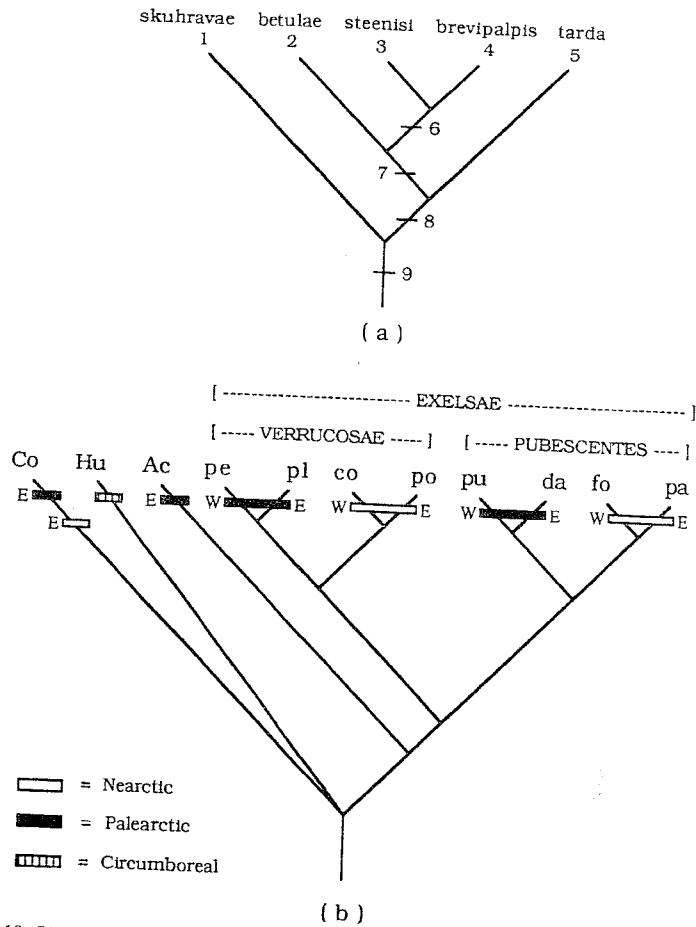 skuhravae betulae steenisi brevipalpis tarda
1 2 3 4 5
6
7
8
9
( a )
[ ---------------------- EXELSAE ---------------------- ]
[ ----- VERRUCOSAE ----- ] [ ----- PUBESCENTES ---- ]
Co Hu Ac pe pl co po pu da fo pa
E E W E W E W E W E
E
= Nearctic
= Palearctic
= Circumboreal
( b )